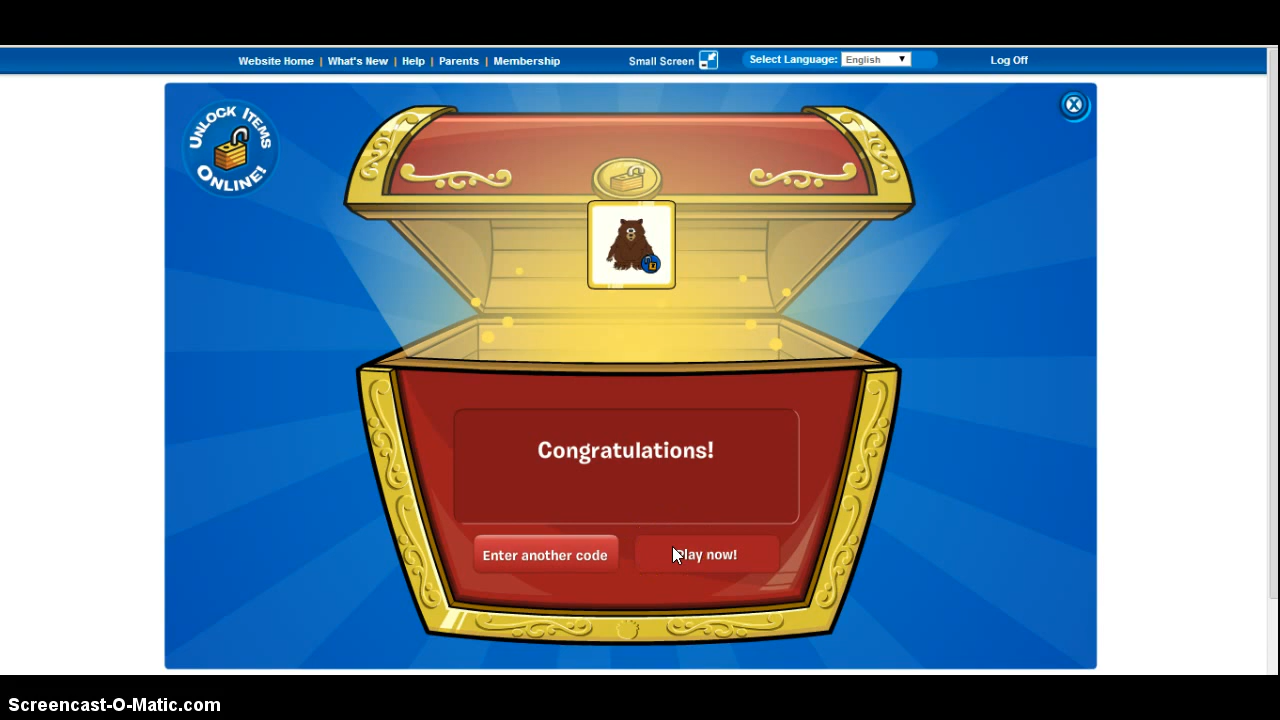 Website Home | What's New | Help | Parents | Membership
Small Screen
Select Language: English
Log Off
UNLOCK ITEMS
ONLINE!
Congratulations!
Enter another code
Play now!
Screencast-O-Matic.com